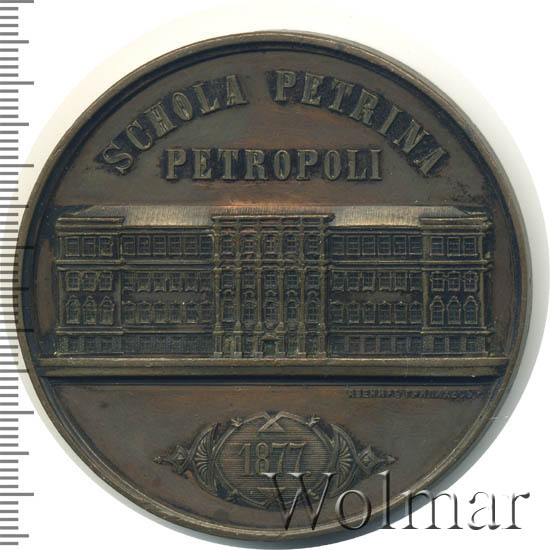 SCHOLA PETRINA
PETROPOLI
1877
Wolmar